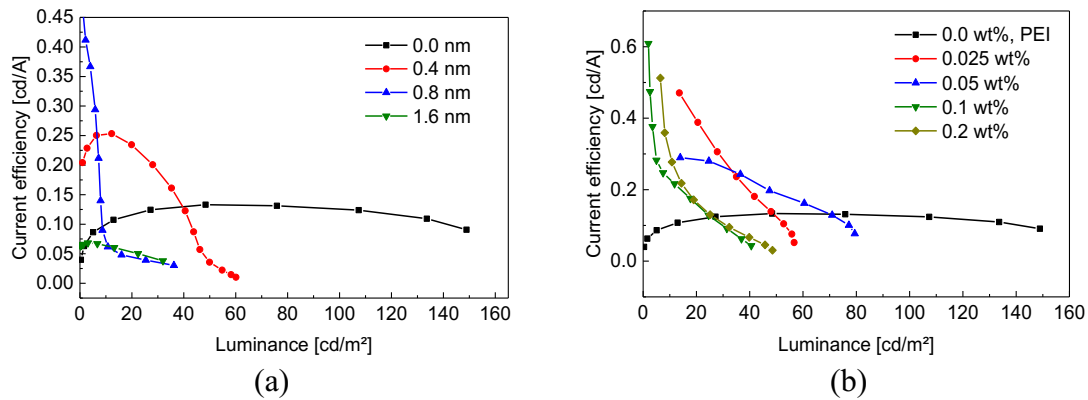 (a)
0.45
0.40
0.35
0.30
0.25
0.20
0.15
0.10
0.05
0.00
Current efficiency [cd/A]
0.0 nm
0.4 nm
0.8 nm
1.6 nm
0 20 40 60 80 100 120 140 160
Luminance [cd/m²]
(a)
(b)
0.6
0.4
0.2
0.0
Current efficiency [cd/A]
0.0 wt%, PEI
0.025 wt%
0.05 wt%
0.1 wt%
0.2 wt%
0 20 40 60 80 100 120 140 160
Luminance [cd/m²]
(b)